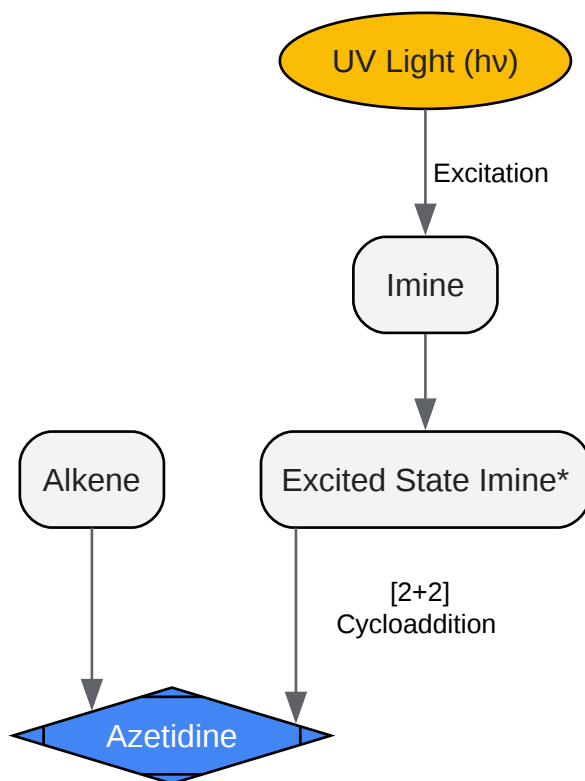 UV Light (hν)
Excitation
Imine
Alkene
Excited State Imine*
[2+2]
Cycloaddition
Azetidine